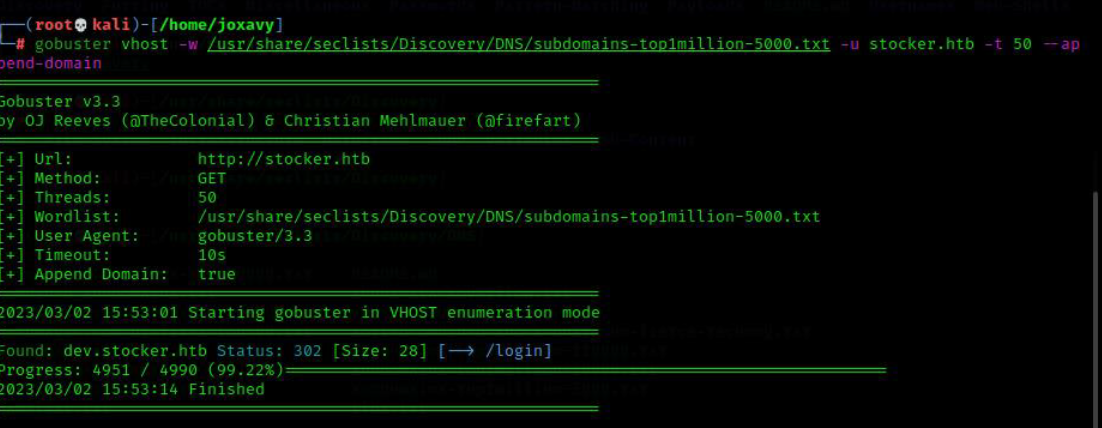 (root💀kali)-[/home/joxavy]
# gobuster vhost -w /usr/share/seclists/Discovery/DNS/subdomains-top1million-5000.txt -u stocker.htb -t 50 --ap
pend-domain
Gobuster v3.3
by OJ Reeves (@TheColonial) & Christian Mehlmauer (@firefart)
[+] Url: http://stocker.htb
[+] Method: GET
[+] Threads: 50
[+] Wordlist: /usr/share/seclists/Discovery/DNS/subdomains-top1million-5000.txt
[+] User Agent: gobuster/3.3
[+] Timeout: 10s
[+] Append Domain: true
2023/03/02 15:53:01 Starting gobuster in VHOST enumeration mode
Found: dev.stocker.htb Status: 302 [Size: 28] [--> /login]
Progress: 4951 / 4990 (99.22%)
2023/03/02 15:53:14 Finished